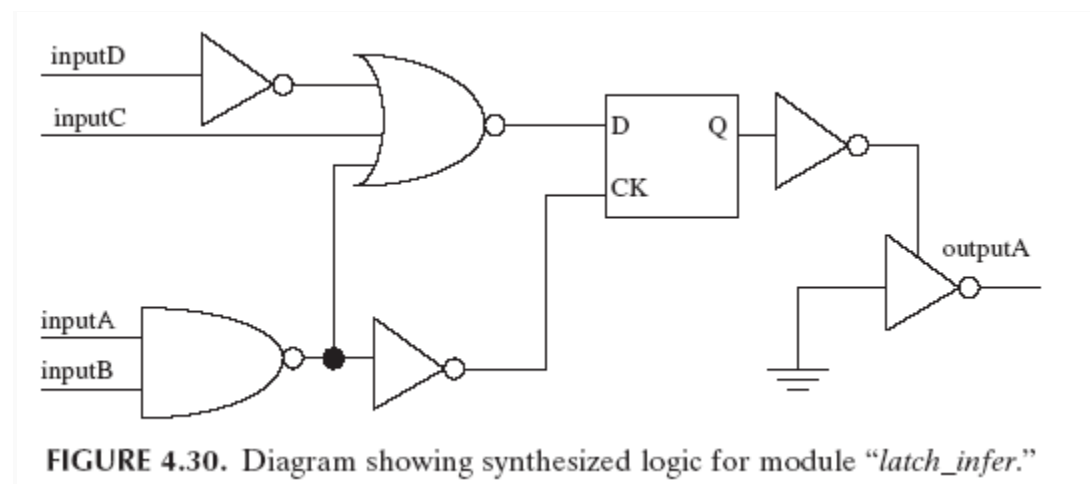 inputD
inputC
D Q
CK
outputA
inputA
inputB
FIGURE 4.30. Diagram showing synthesized logic for module “latch_infer.”